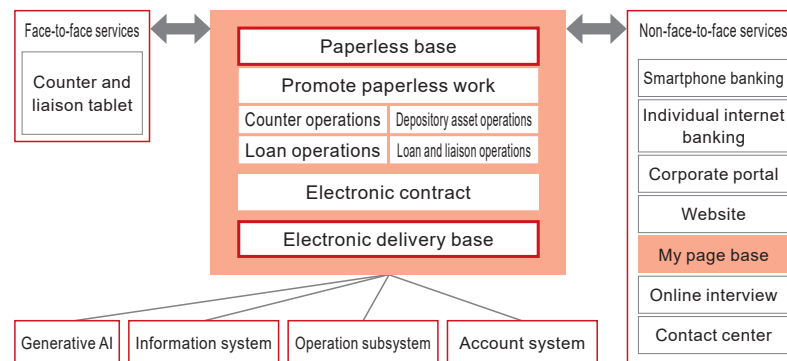 Face-to-face services
Counter and
liaison tablet
Paperless base
Promote paperless work
Counter operations
Depository asset operations
Loan operations
Loan and liaison operations
Electronic contract
Electronic delivery base
Non-face-to-face services
Smartphone banking
Individual internet
banking
Corporate portal
Website
My page base
Online interview
Contact center
Generative AI
Information system
Operation subsystem
Account system